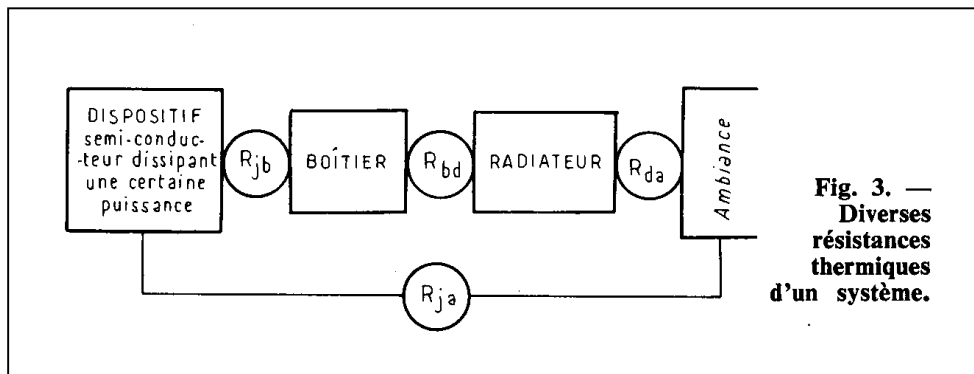 DISPOSITIF
semi-conduc-
-teur dissipant
une certaine
puissance
Rjb
BOÎTIER
Rbd
RADIATEUR
Rda
Ambiance
Rja
Fig. 3. —
Diverses
résistances
thermiques
d'un système.